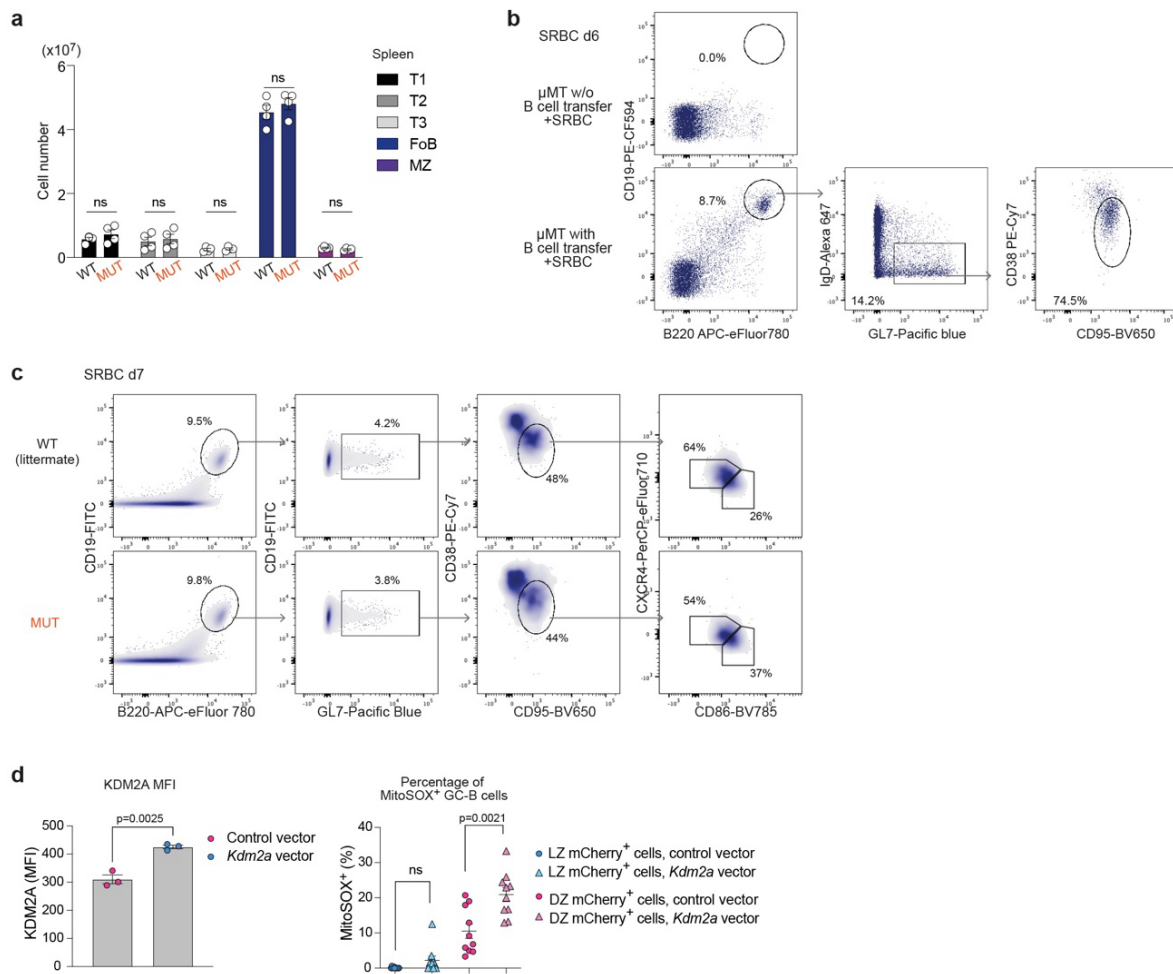 a
(x10⁷)
Cell number
6
4
2
0
ns
ns
ns
ns
ns
WT
MUT
WT
MUT
WT
MUT
WT
MUT
WT
MUT
Spleen
T1
T2
T3
FoB
MZ
b
SRBC d6
µMT w/o
B cell transfer
+SRBC
µMT with
B cell transfer
+SRBC
CD19-PE-CF594
0.0%
8.7%
B220 APC-eFluor780
IgD-Alexa 647
14.2%
GL7-Pacific blue
CD38 PE-Cy7
74.5%
CD95-BV650
c
SRBC d7
WT
(littermate)
MUT
CD19-FITC
9.5%
9.8%
B220-APC-eFluor 780
CD19-FITC
4.2%
3.8%
GL7-Pacific Blue
CD38-PE-Cy7
48%
44%
CD95-BV650
CXCR4-PerCP-eFluor710
64%
26%
54%
37%
CD86-BV785
d
KDM2A MFI
p=0.0025
KDM2A (MFI)
500
400
300
200
100
0
Control vector
Kdm2a vector
Percentage of
MitoSOX⁺ GC-B cells
p=0.0021
ns
MitoSOX⁺ (%)
40
30
20
10
0
LZ mCherry⁺ cells, control vector
LZ mCherry⁺ cells, Kdm2a vector
DZ mCherry⁺ cells, control vector
DZ mCherry⁺ cells, Kdm2a vector